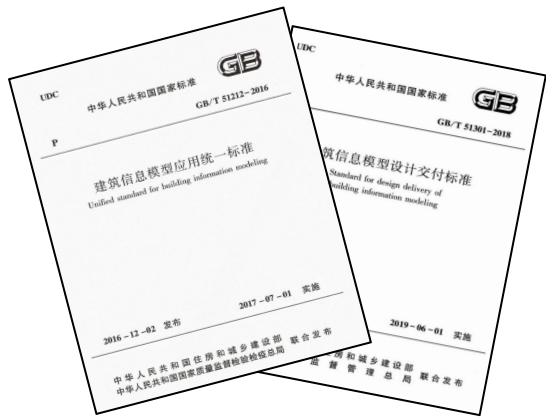 UDC
GB
中华人民共和国国家标准
P
GB/T 51212-2016
建筑信息模型应用统一标准
Unified standard for building information modeling
2016-12-02 发布
2017-07-01 实施
中华人民共和国住房和城乡建设部
中华人民共和国国家质量监督检验检疫总局
联合发布
UDC
GB
中华人民共和国国家标准
GB/T 51301-2018
筑信息模型设计交付标准
Standard for design delivery of
building information modeling
2019-06-01 实施
房和城乡建设部
监督管理总局
联合发布